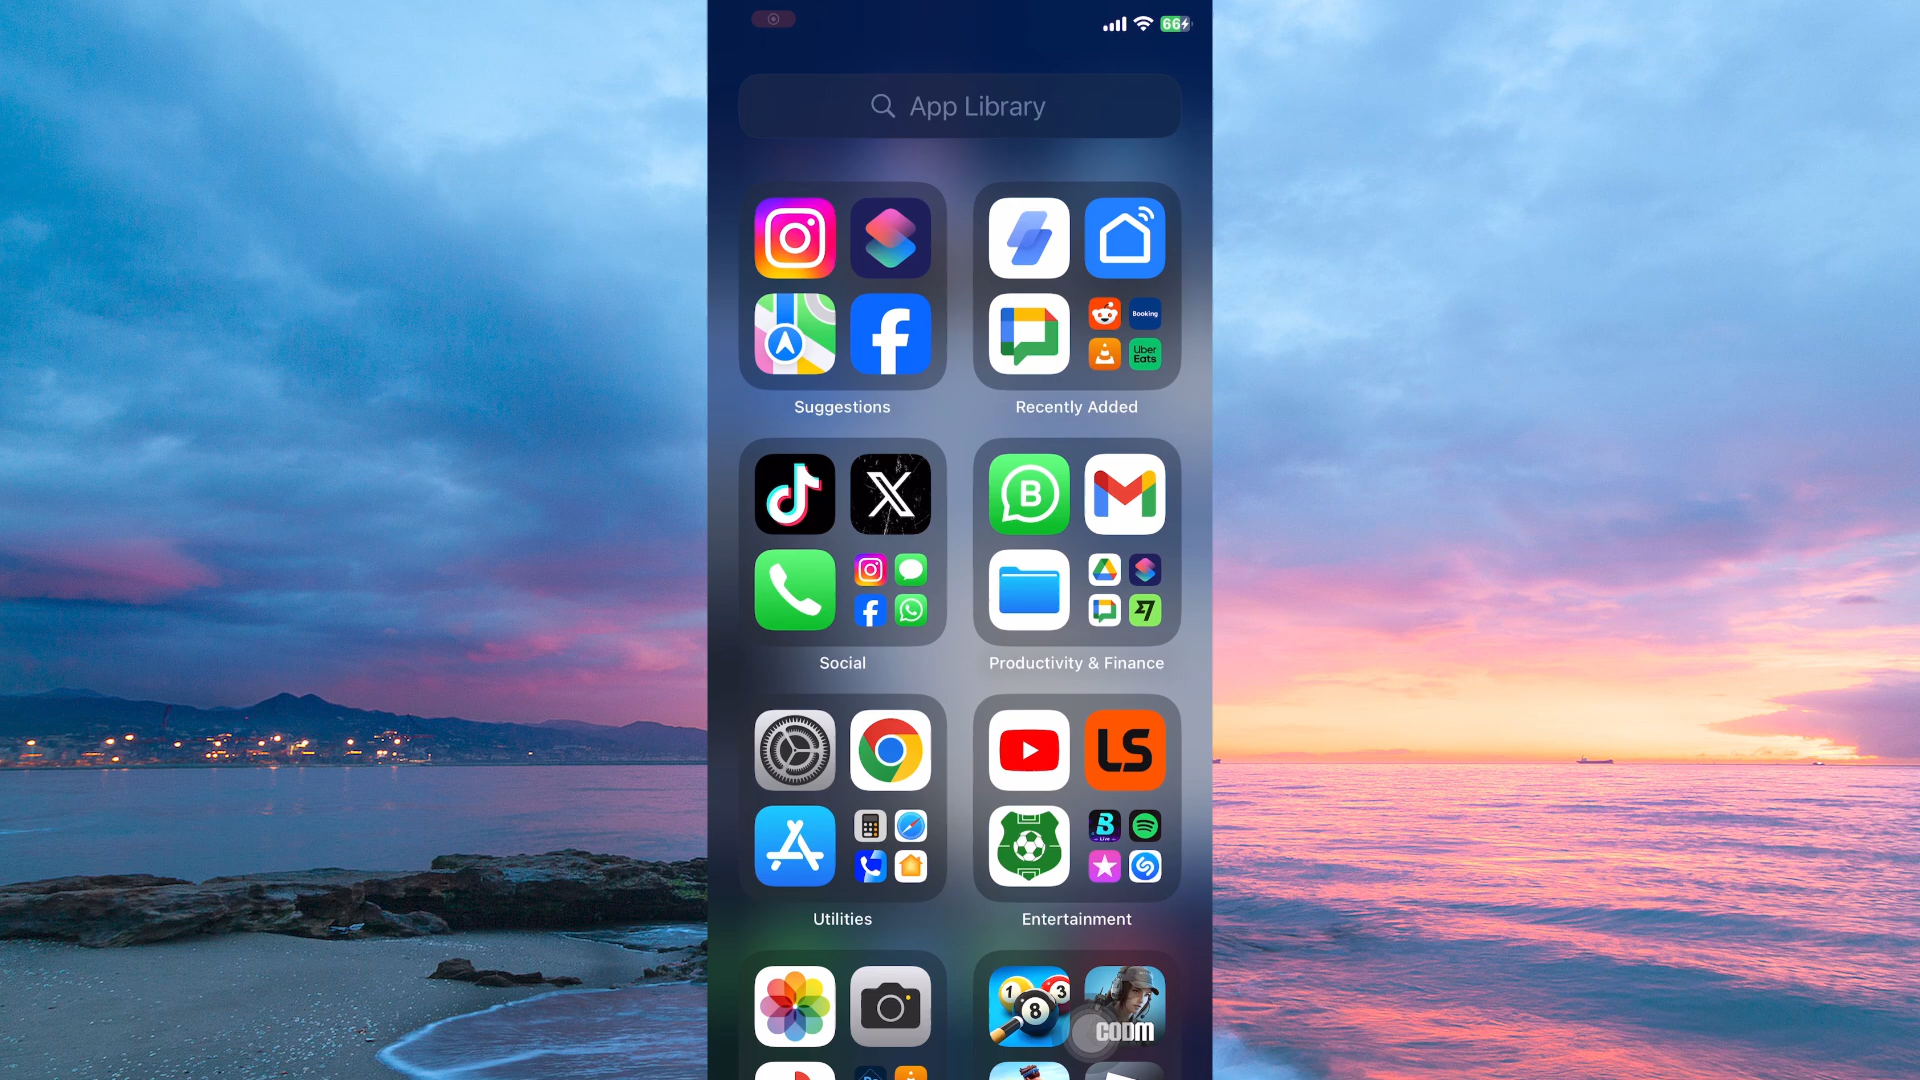 66
App Library
Booking
Uber
Eats
Suggestions
Recently Added
X
B
Social
Productivity & Finance
LS
B
Live
Utilities
Entertainment
1
3
8
CODM